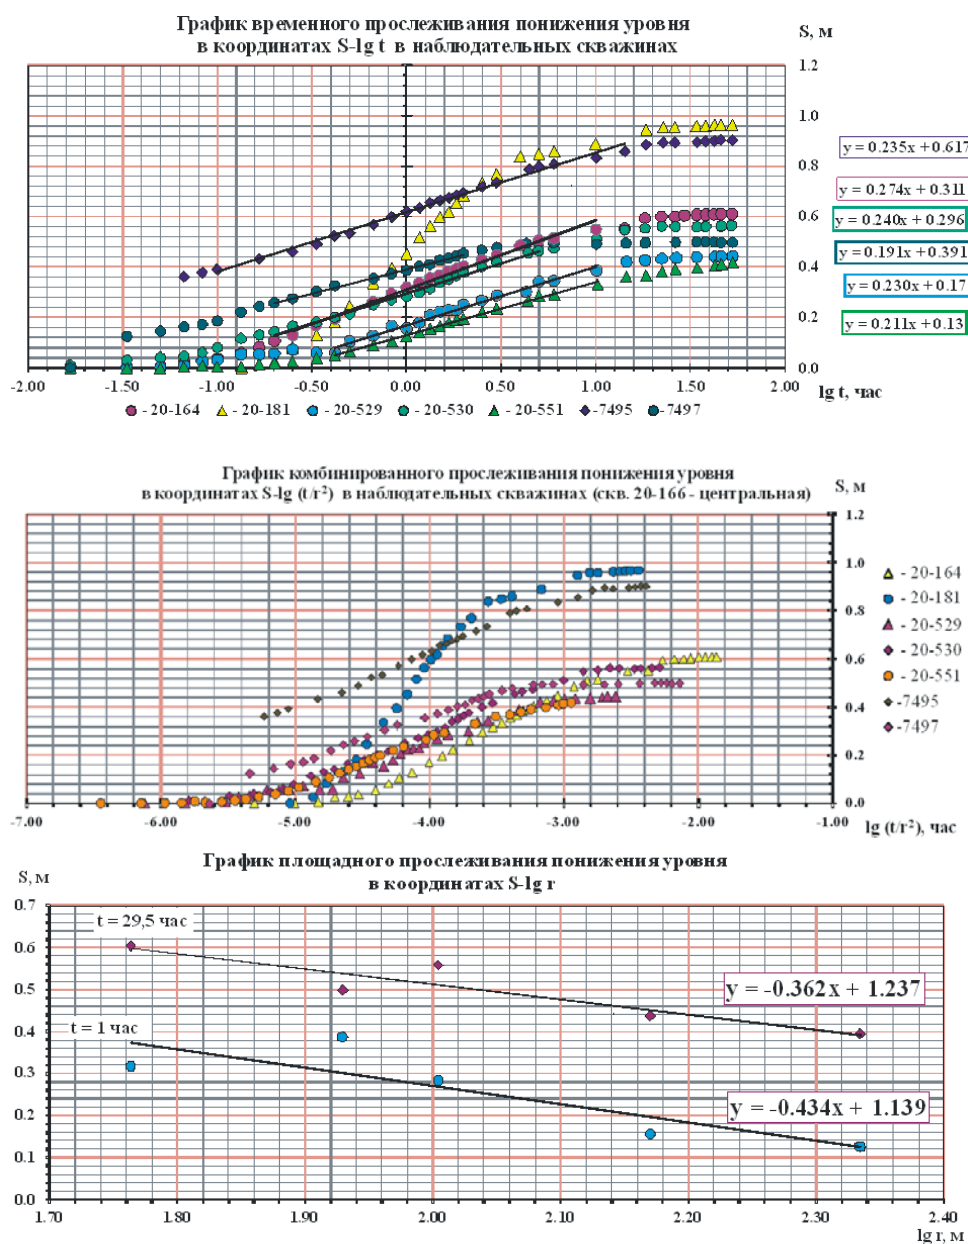 График временного прослеживания понижения уровня
в координатах S-lg t в наблюдательных скважинах
S, м
1.2
1.0
0.8
0.6
0.4
0.2
0.0
y = 0.235x + 0.617
y = 0.274x + 0.311
y = 0.240x + 0.296
y = 0.191x + 0.391
y = 0.230x + 0.17
y = 0.211x + 0.13
-2.00 -1.50 -1.00 -0.50 0.00 0.50 1.00 1.50 2.00
lg t, час
- 20-164 - 20-181 - 20-529 - 20-530 - 20-551 -7495 -7497
График комбинированного прослеживания понижения уровня
в координатах S-lg (t/r²) в наблюдательных скважинах (скв. 20-166 - центральная)
S, м
1.2
1.0
0.8
0.6
0.4
0.2
0.0
- 20-164
- 20-181
- 20-529
- 20-530
- 20-551
-7495
-7497
-7.00 -6.00 -5.00 -4.00 -3.00 -2.00 -1.00
lg (t/r²), час
График площадного прослеживания понижения уровня
в координатах S-lg r
S, м
0.7
0.6
0.5
0.4
0.3
0.2
0.1
0.0
t = 29,5 час
y = -0.362x + 1.237
t = 1 час
y = -0.434x + 1.139
1.70 1.80 1.90 2.00 2.10 2.20 2.30 2.40
lg r, м